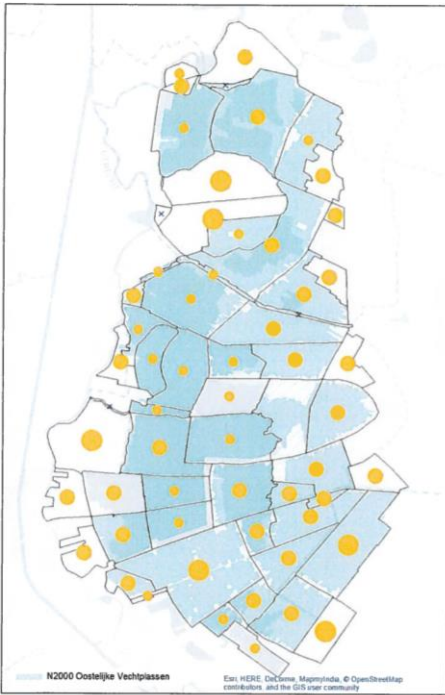 N2000 Oostelijke Vechtplassen
Esri, HERE, DeLorme, MapmyIndia, © OpenStreetMap
contributors, and the GIS user community